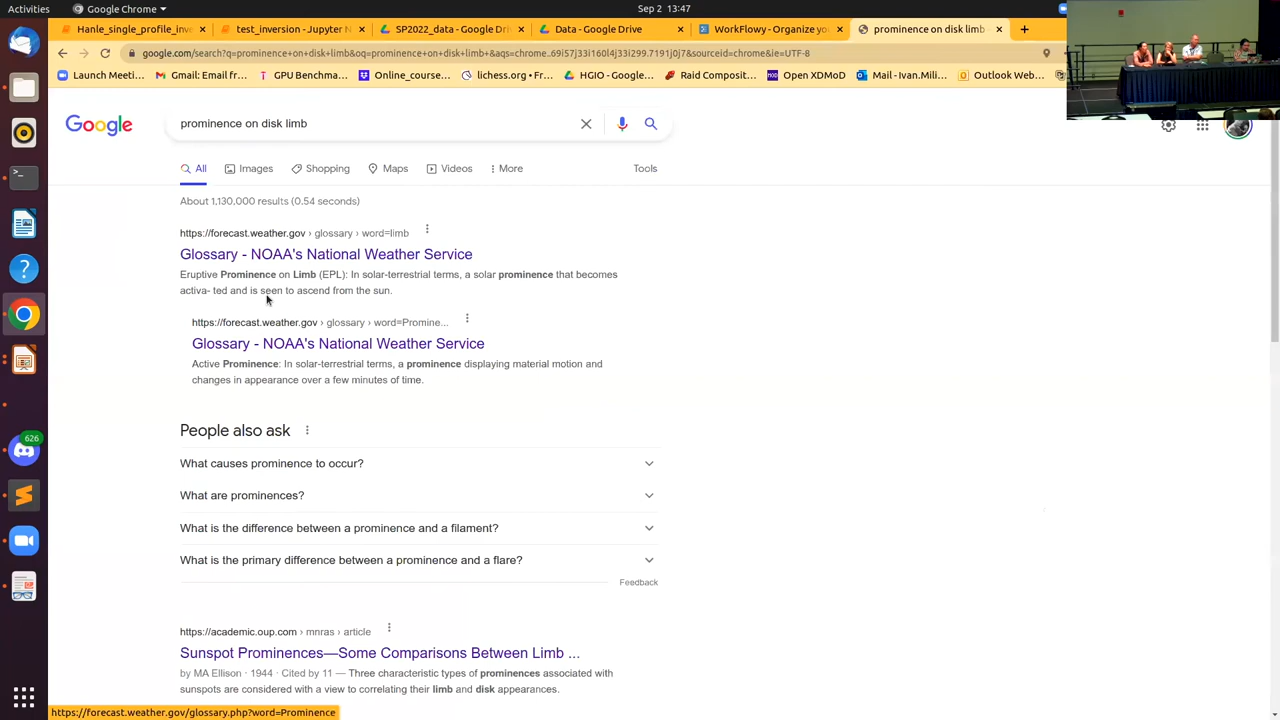 Activities
Google Chrome
Sep 2 13:47
Hanle_single_profile_inv
test_inversion - Jupyter N
SP2022_data - Google Dri
Data - Google Drive
WorkFlowy - Organize yo
prominence on disk limb
google.com/search?q=prominence+on+disk+limb&oq=prominence+on+disk+limb+&aqs=chrome..69i57j33i160l4j33i299.7191j0j7&sourceid=chrome&ie=UTF-8
Launch Meeti...
Gmail: Email fr...
GPU Benchma...
Online_course...
lichess.org • Fr...
HGIO - Google...
Raid Composit...
Open XDMoD
Mail - Ivan.Mili...
Outlook Web...
Google
prominence on disk limb
All
Images
Shopping
Maps
Videos
More
Tools
About 1,130,000 results (0.54 seconds)
https://forecast.weather.gov › glossary › word=limb
Glossary - NOAA's National Weather Service
Eruptive Prominence on Limb (EPL): In solar-terrestrial terms, a solar prominence that becomes
activa- ted and is seen to ascend from the sun.
https://forecast.weather.gov › glossary › word=Promine...
Glossary - NOAA's National Weather Service
Active Prominence: In solar-terrestrial terms, a prominence displaying material motion and
changes in appearance over a few minutes of time.
People also ask
What causes prominence to occur?
What are prominences?
What is the difference between a prominence and a filament?
What is the primary difference between a prominence and a flare?
Feedback
https://academic.oup.com › mnras › article
Sunspot Prominences—Some Comparisons Between Limb ...
by MA Ellison · 1944 · Cited by 11 — Three characteristic types of prominences associated with
sunspots are considered with a view to correlating their limb and disk appearances.
626
https://forecast.weather.gov/glossary.php?word=Prominence